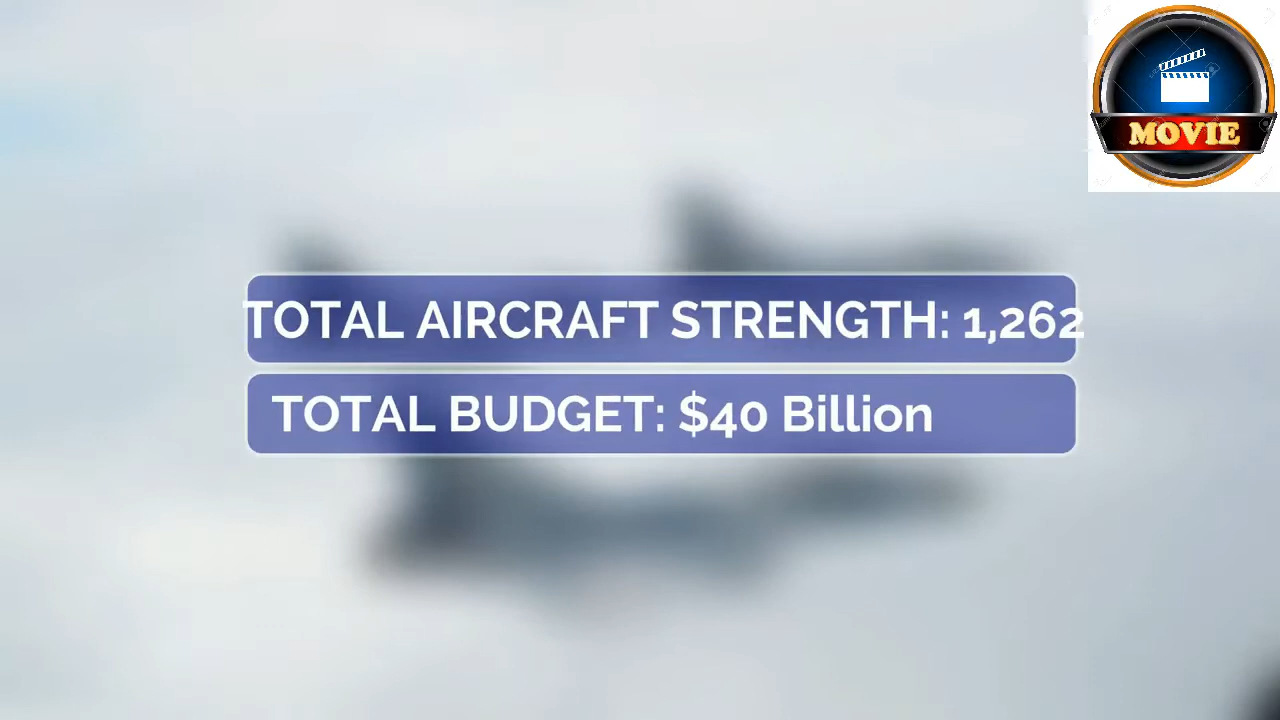 MOVIE
TOTAL AIRCRAFT STRENGTH: 1,262
TOTAL BUDGET: $40 Billion